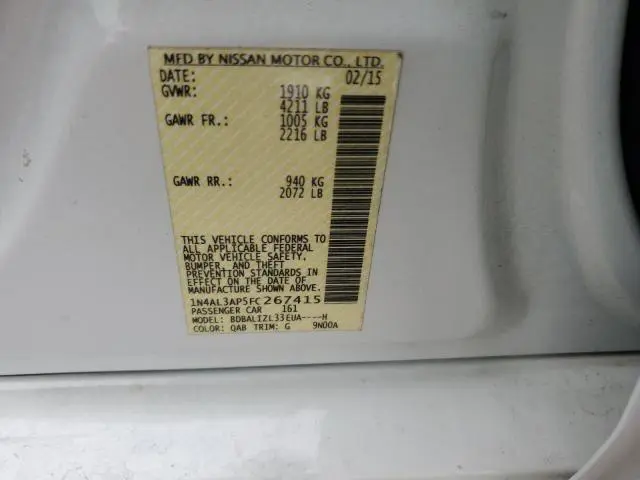 MFD BY NISSAN MOTOR CO., LTD.
DATE: 02/15
GVWR: 1910 KG
4211 LB
GAWR FR.: 1005 KG
2216 LB
GAWR RR.: 940 KG
2072 LB
THIS VEHICLE CONFORMS TO
ALL APPLICABLE FEDERAL
MOTOR VEHICLE SAFETY,
BUMPER, AND THEFT
PREVENTION STANDARDS IN
EFFECT ON THE DATE OF
MANUFACTURE SHOWN ABOVE.
1N4AL3AP5FC267415
PASSENGER CAR 161
MODEL: BDBALIZL33EUA----H
COLOR: QAB TRIM: G 9N00A